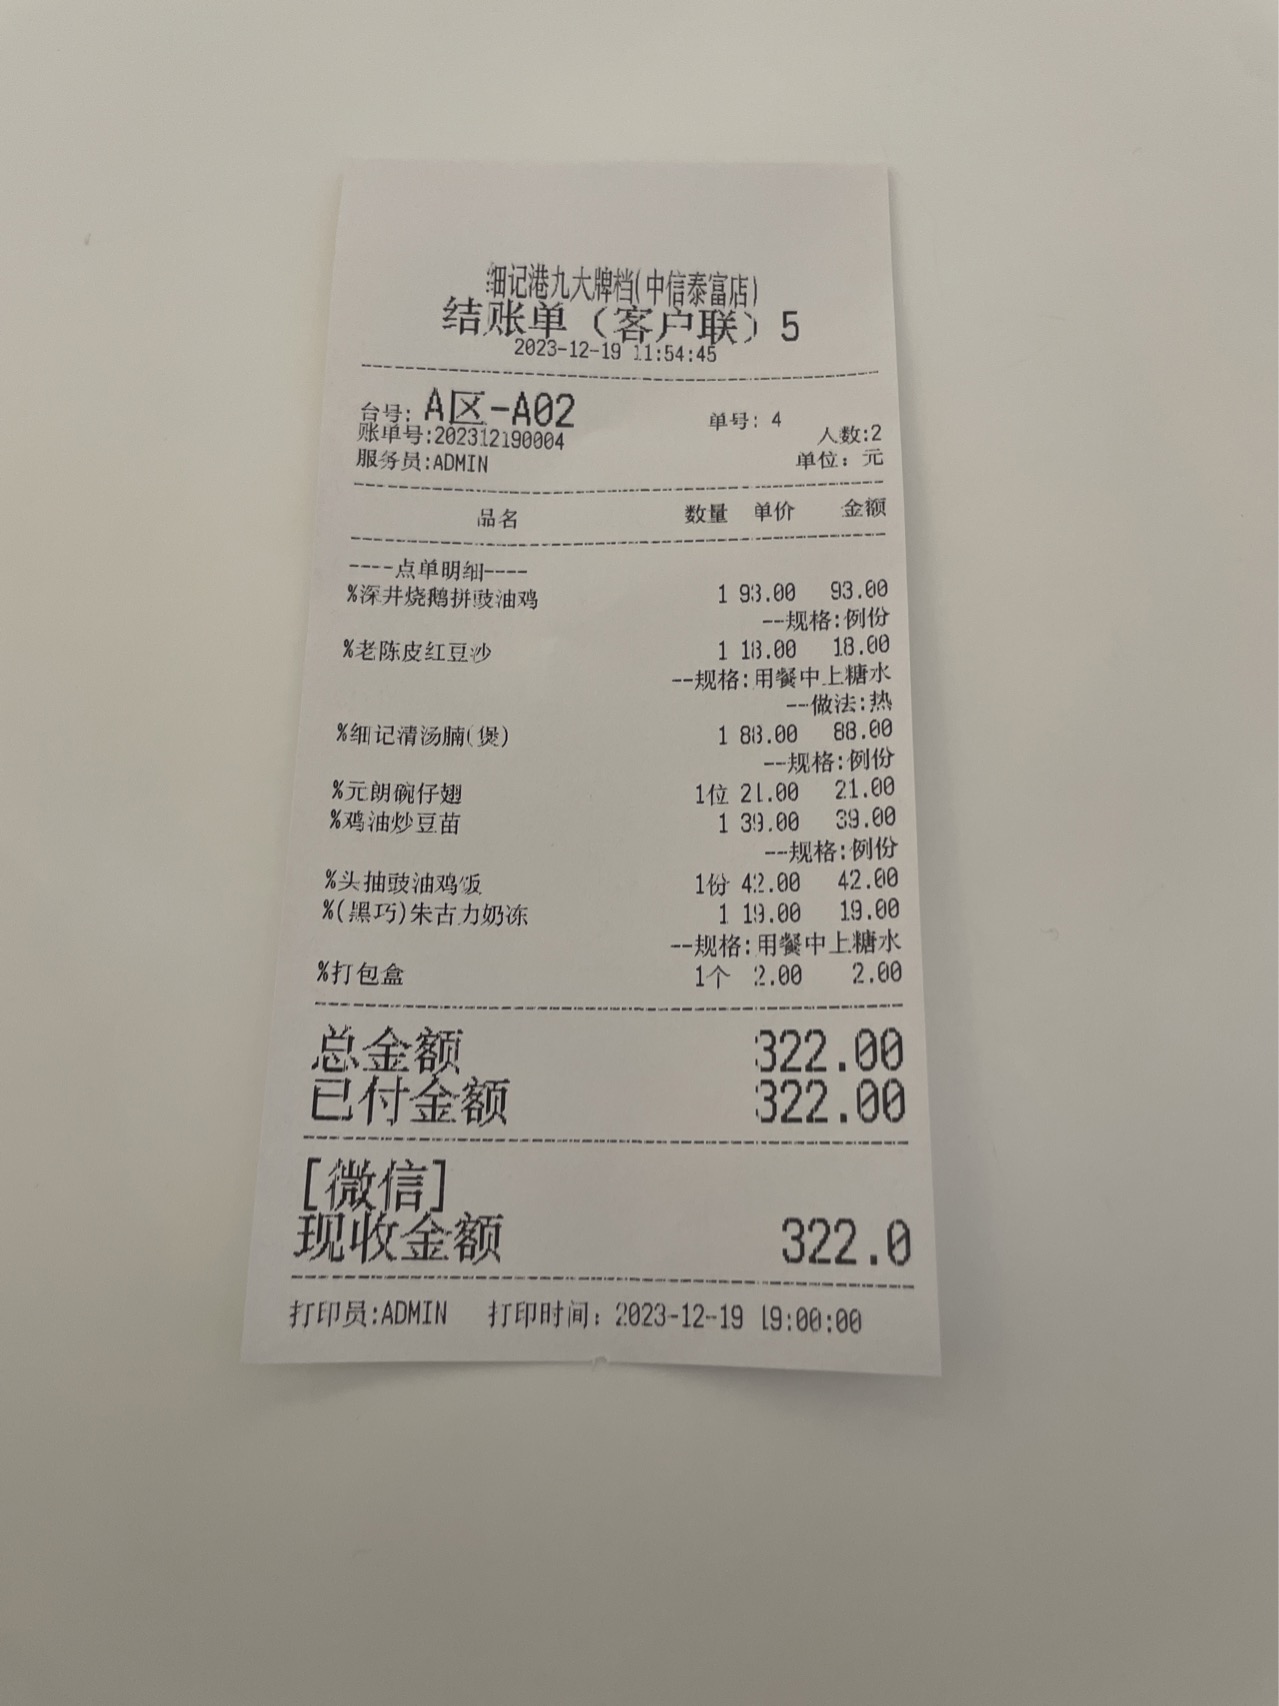 细记港九大牌档(中信泰富店)
结账单（客户联）5
2023-12-19 11:54:45
台号: A区-A02 单号: 4
账单号:202312190004 人数:2
服务员:ADMIN 单位: 元
品名 数量 单价 金额
----点单明细----
%深井烧鹅拼豉油鸡 1 93.00 93.00
--规格:例份
%老陈皮红豆沙 1 18.00 18.00
--规格:用餐中上糖水
--做法:热
%细记清汤腩(煲) 1 88.00 88.00
--规格:例份
%元朗碗仔翅 1位 21.00 21.00
%鸡油炒豆苗 1 39.00 39.00
--规格:例份
%头抽豉油鸡饭 1份 42.00 42.00
%(黑巧)朱古力奶冻 1 19.00 19.00
--规格:用餐中上糖水
%打包盒 1个 2.00 2.00
总金额 322.00
已付金额 322.00
[微信]
现收金额 322.0
打印员:ADMIN 打印时间: 2023-12-19 19:00:00